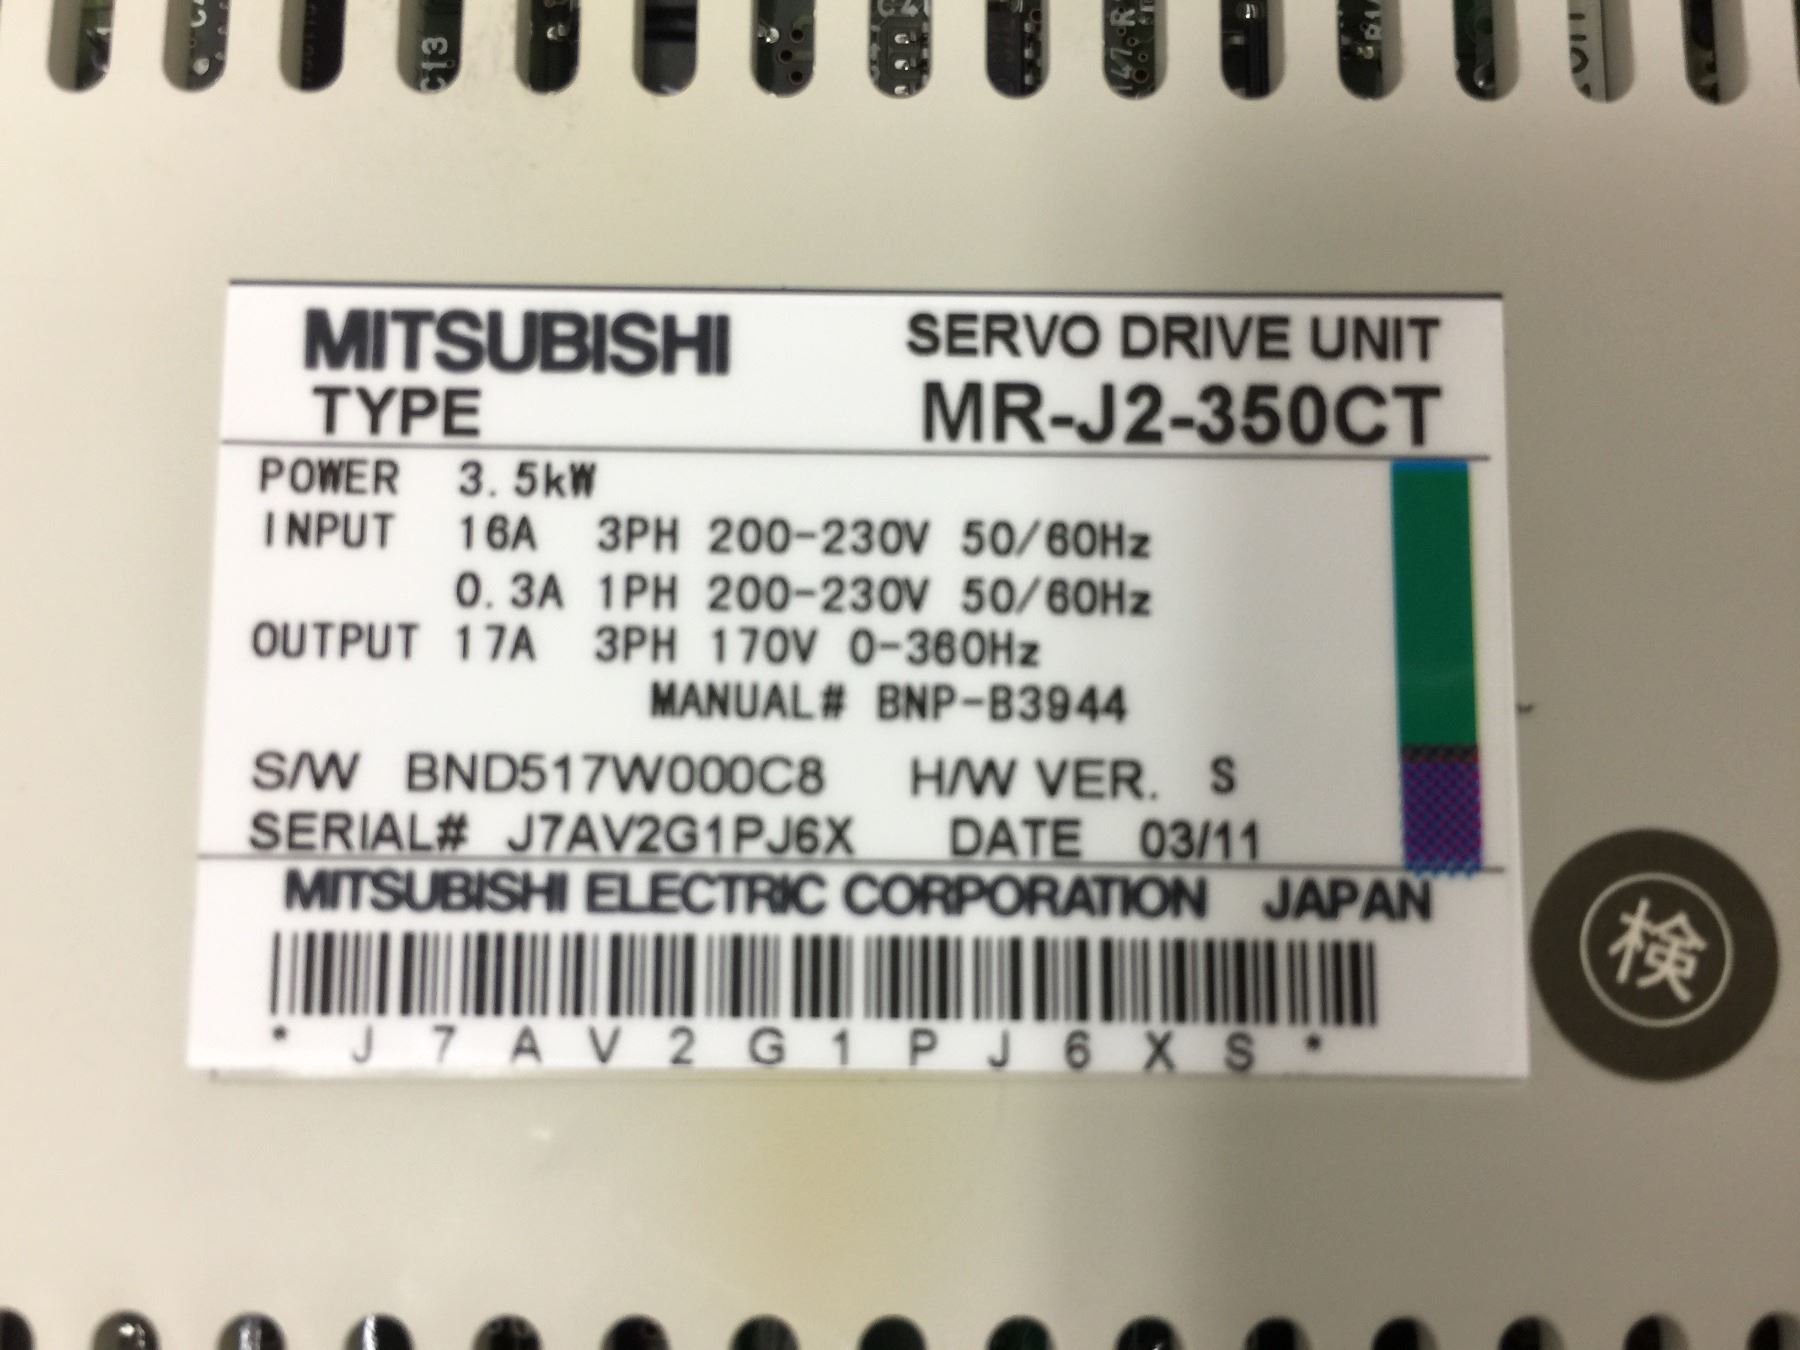 C13
MITSUBISHI SERVO DRIVE UNIT
TYPE MR-J2-350CT
POWER 3.5kW
INPUT 16A 3PH 200-230V 50/60Hz
0.3A 1PH 200-230V 50/60Hz
OUTPUT 17A 3PH 170V 0-360Hz
MANUAL# BNP-B3944
S/W BND517W000C8 H/W VER. S
SERIAL# J7AV2G1PJ6X DATE 03/11
MITSUBISHI ELECTRIC CORPORATION JAPAN
検
* J 7 A V 2 G 1 P J 6 X S *